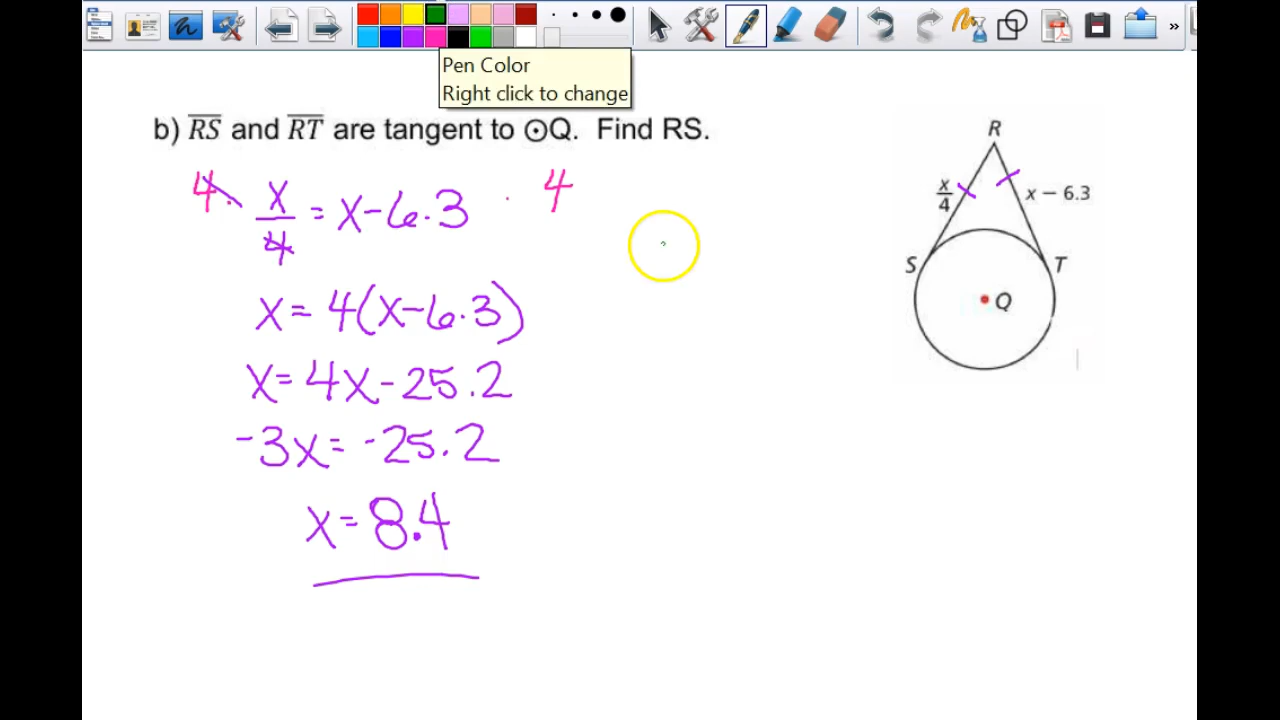 Pen Color
Right click to change
b) RS and RT are tangent to ⊙Q. Find RS.
4· x/4 = x-6.3 · 4
x= 4(x-6.3)
x= 4x-25.2
-3x= -25.2
x= 8.4
R
x/4
x − 6.3
S
T
Q